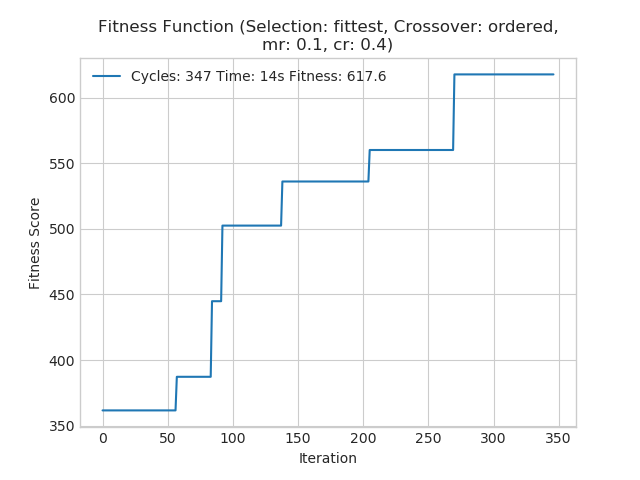 Fitness Function (Selection: fittest, Crossover: ordered,
mr: 0.1, cr: 0.4)
Cycles: 347 Time: 14s Fitness: 617.6
600
550
500
450
400
350
Fitness Score
0 50 100 150 200 250 300 350
Iteration